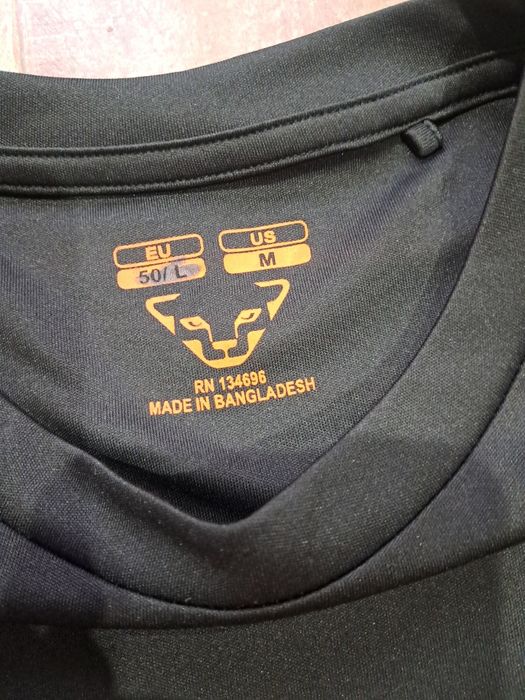 EU US
50/ L M
RN 134696
MADE IN BANGLADESH